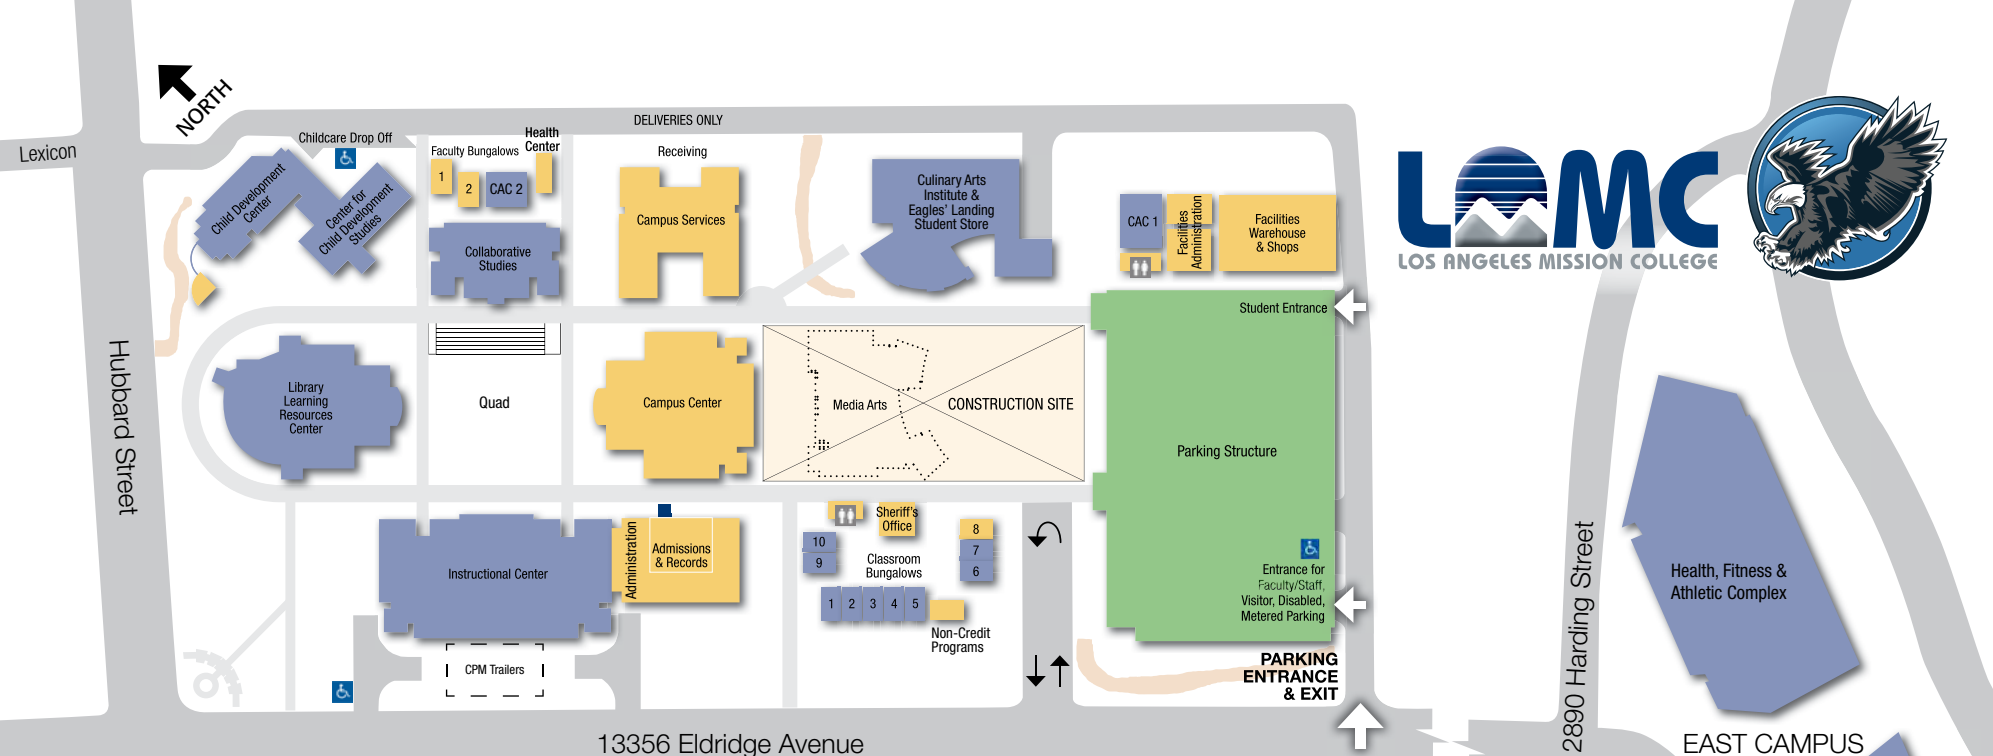 NORTH
Lexicon
Hubbard Street
Childcare Drop Off
Child Development
Center
Center for
Child Development
Studies
Faculty Bungalows
1
2
CAC 2
Health
Center
Collaborative
Studies
DELIVERIES ONLY
Receiving
Campus Services
Culinary Arts
Institute &
Eagles' Landing
Student Store
CAC 1
Facilities
Administration
Facilities
Warehouse
& Shops
LAMC
LOS ANGELES MISSION COLLEGE
Student Entrance
Library
Learning
Resources
Center
Quad
Campus Center
Media Arts
CONSTRUCTION SITE
Parking Structure
Instructional Center
Administration
Admissions
& Records
Sheriff's
Office
10
9
8
7
6
Classroom
Bungalows
1
2
3
4
5
Non-Credit
Programs
Entrance for
Faculty/Staff,
Visitor, Disabled,
Metered Parking
PARKING
ENTRANCE
& EXIT
CPM Trailers
13356 Eldridge Avenue
2890 Harding Street
Health, Fitness &
Athletic Complex
EAST CAMPUS